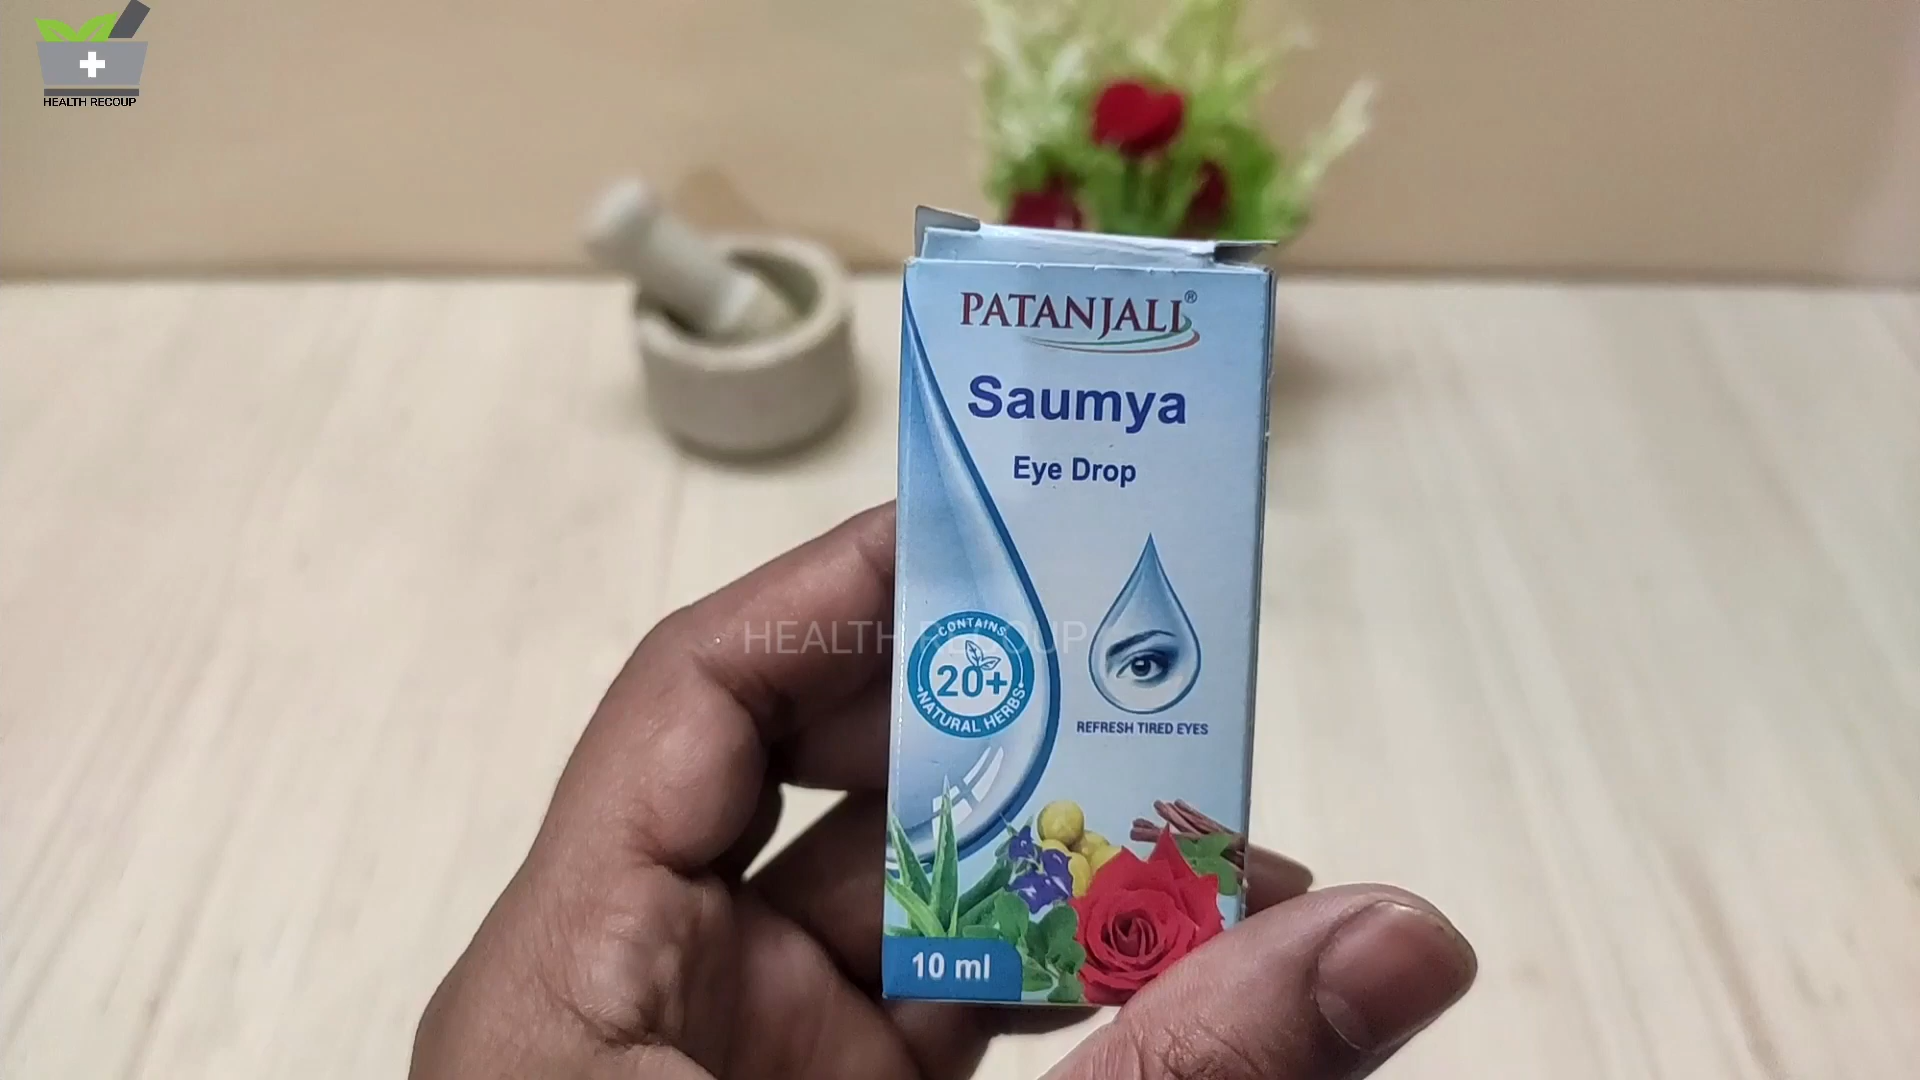 HEALTH RECOUP
PATANJALI®
Saumya
Eye Drop
HEALTH RECOUP
CONTAINS
20+
NATURAL HERBS
REFRESH TIRED EYES
10 ml